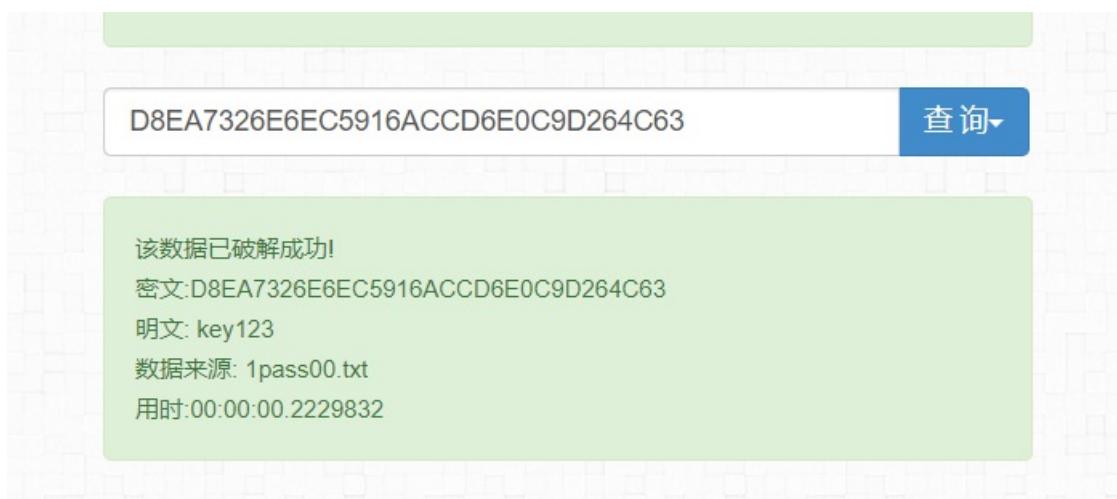 D8EA7326E6EC5916ACCD6E0C9D264C63
查询
该数据已破解成功!
密文:D8EA7326E6EC5916ACCD6E0C9D264C63
明文: key123
数据来源: 1pass00.txt
用时:00:00:00.2229832